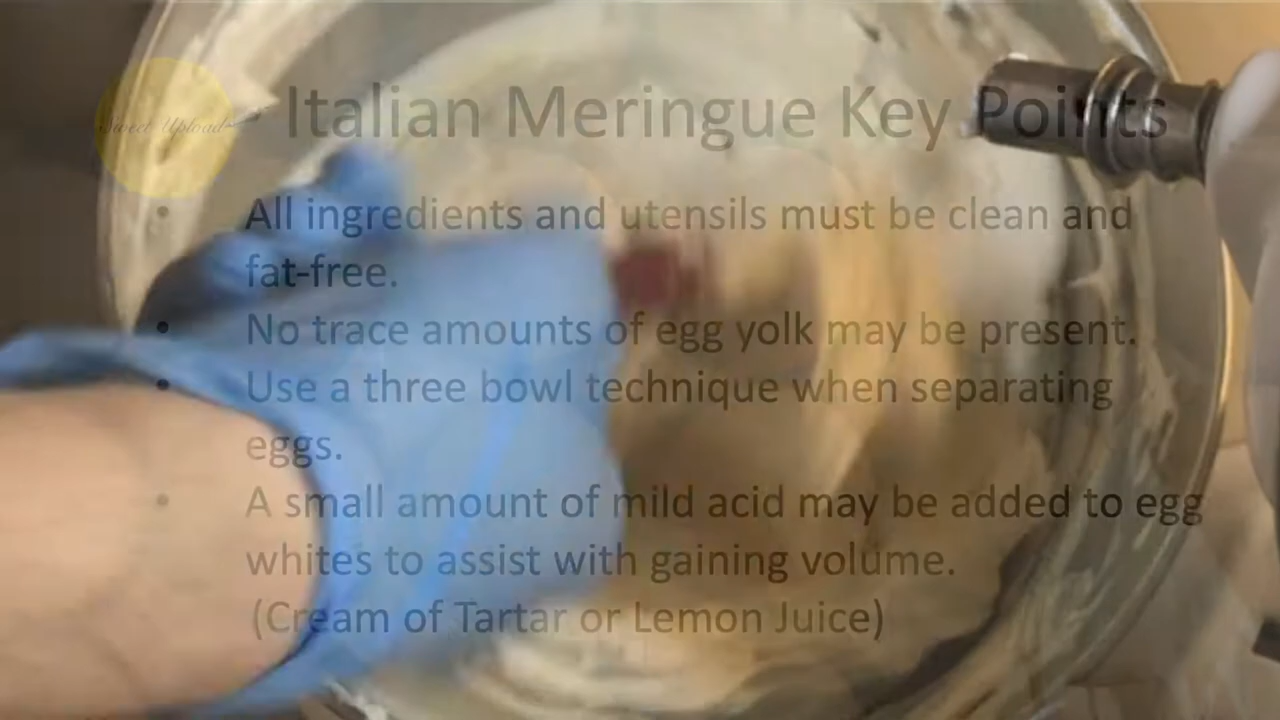 Sweet Upload
Italian Meringue Key Points
• All ingredients and utensils must be clean and
fat-free.
• No trace amounts of egg yolk may be present.
• Use a three bowl technique when separating
eggs.
• A small amount of mild acid may be added to egg
whites to assist with gaining volume.
(Cream of Tartar or Lemon Juice)